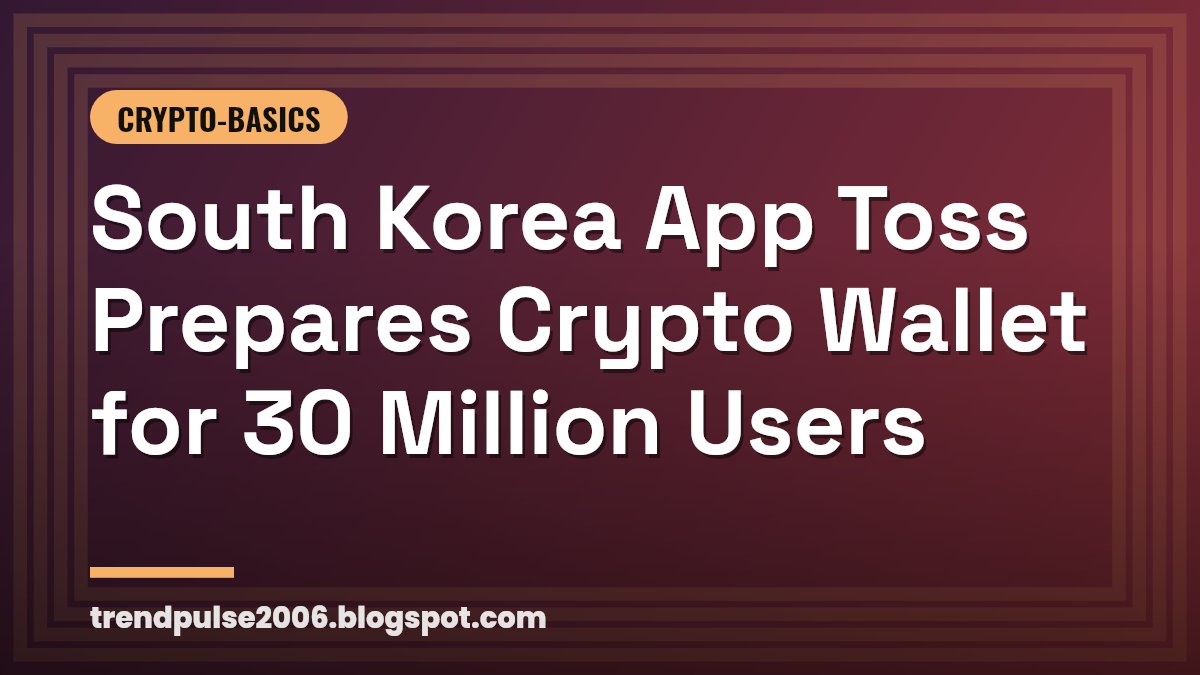 CRYPTO-BASICS
South Korea App Toss
Prepares Crypto Wallet
for 30 Million Users
trendpulse2006.blogspot.com